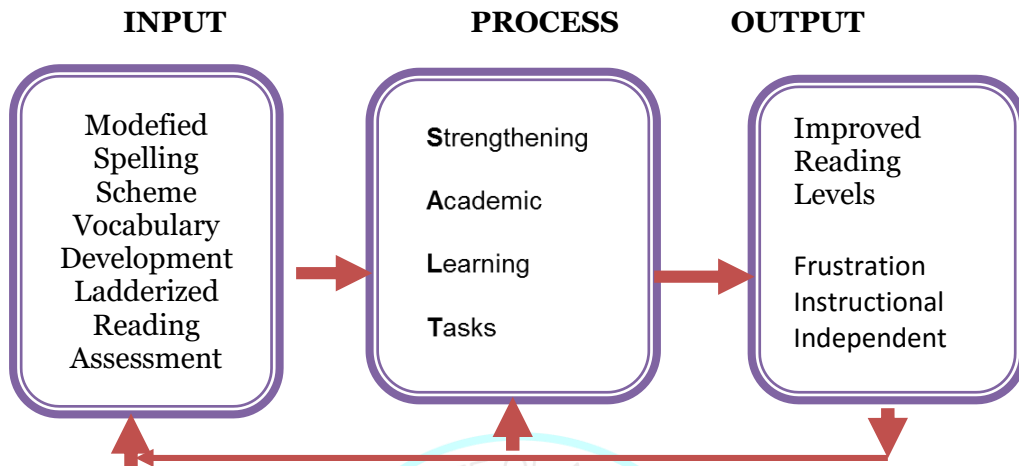 INPUT PROCESS OUTPUT
Modefied
Spelling
Scheme
Vocabulary
Development
Ladderized
Reading
Assessment
Strengthening
Academic
Learning
Tasks
Improved
Reading
Levels
Frustration
Instructional
Independent